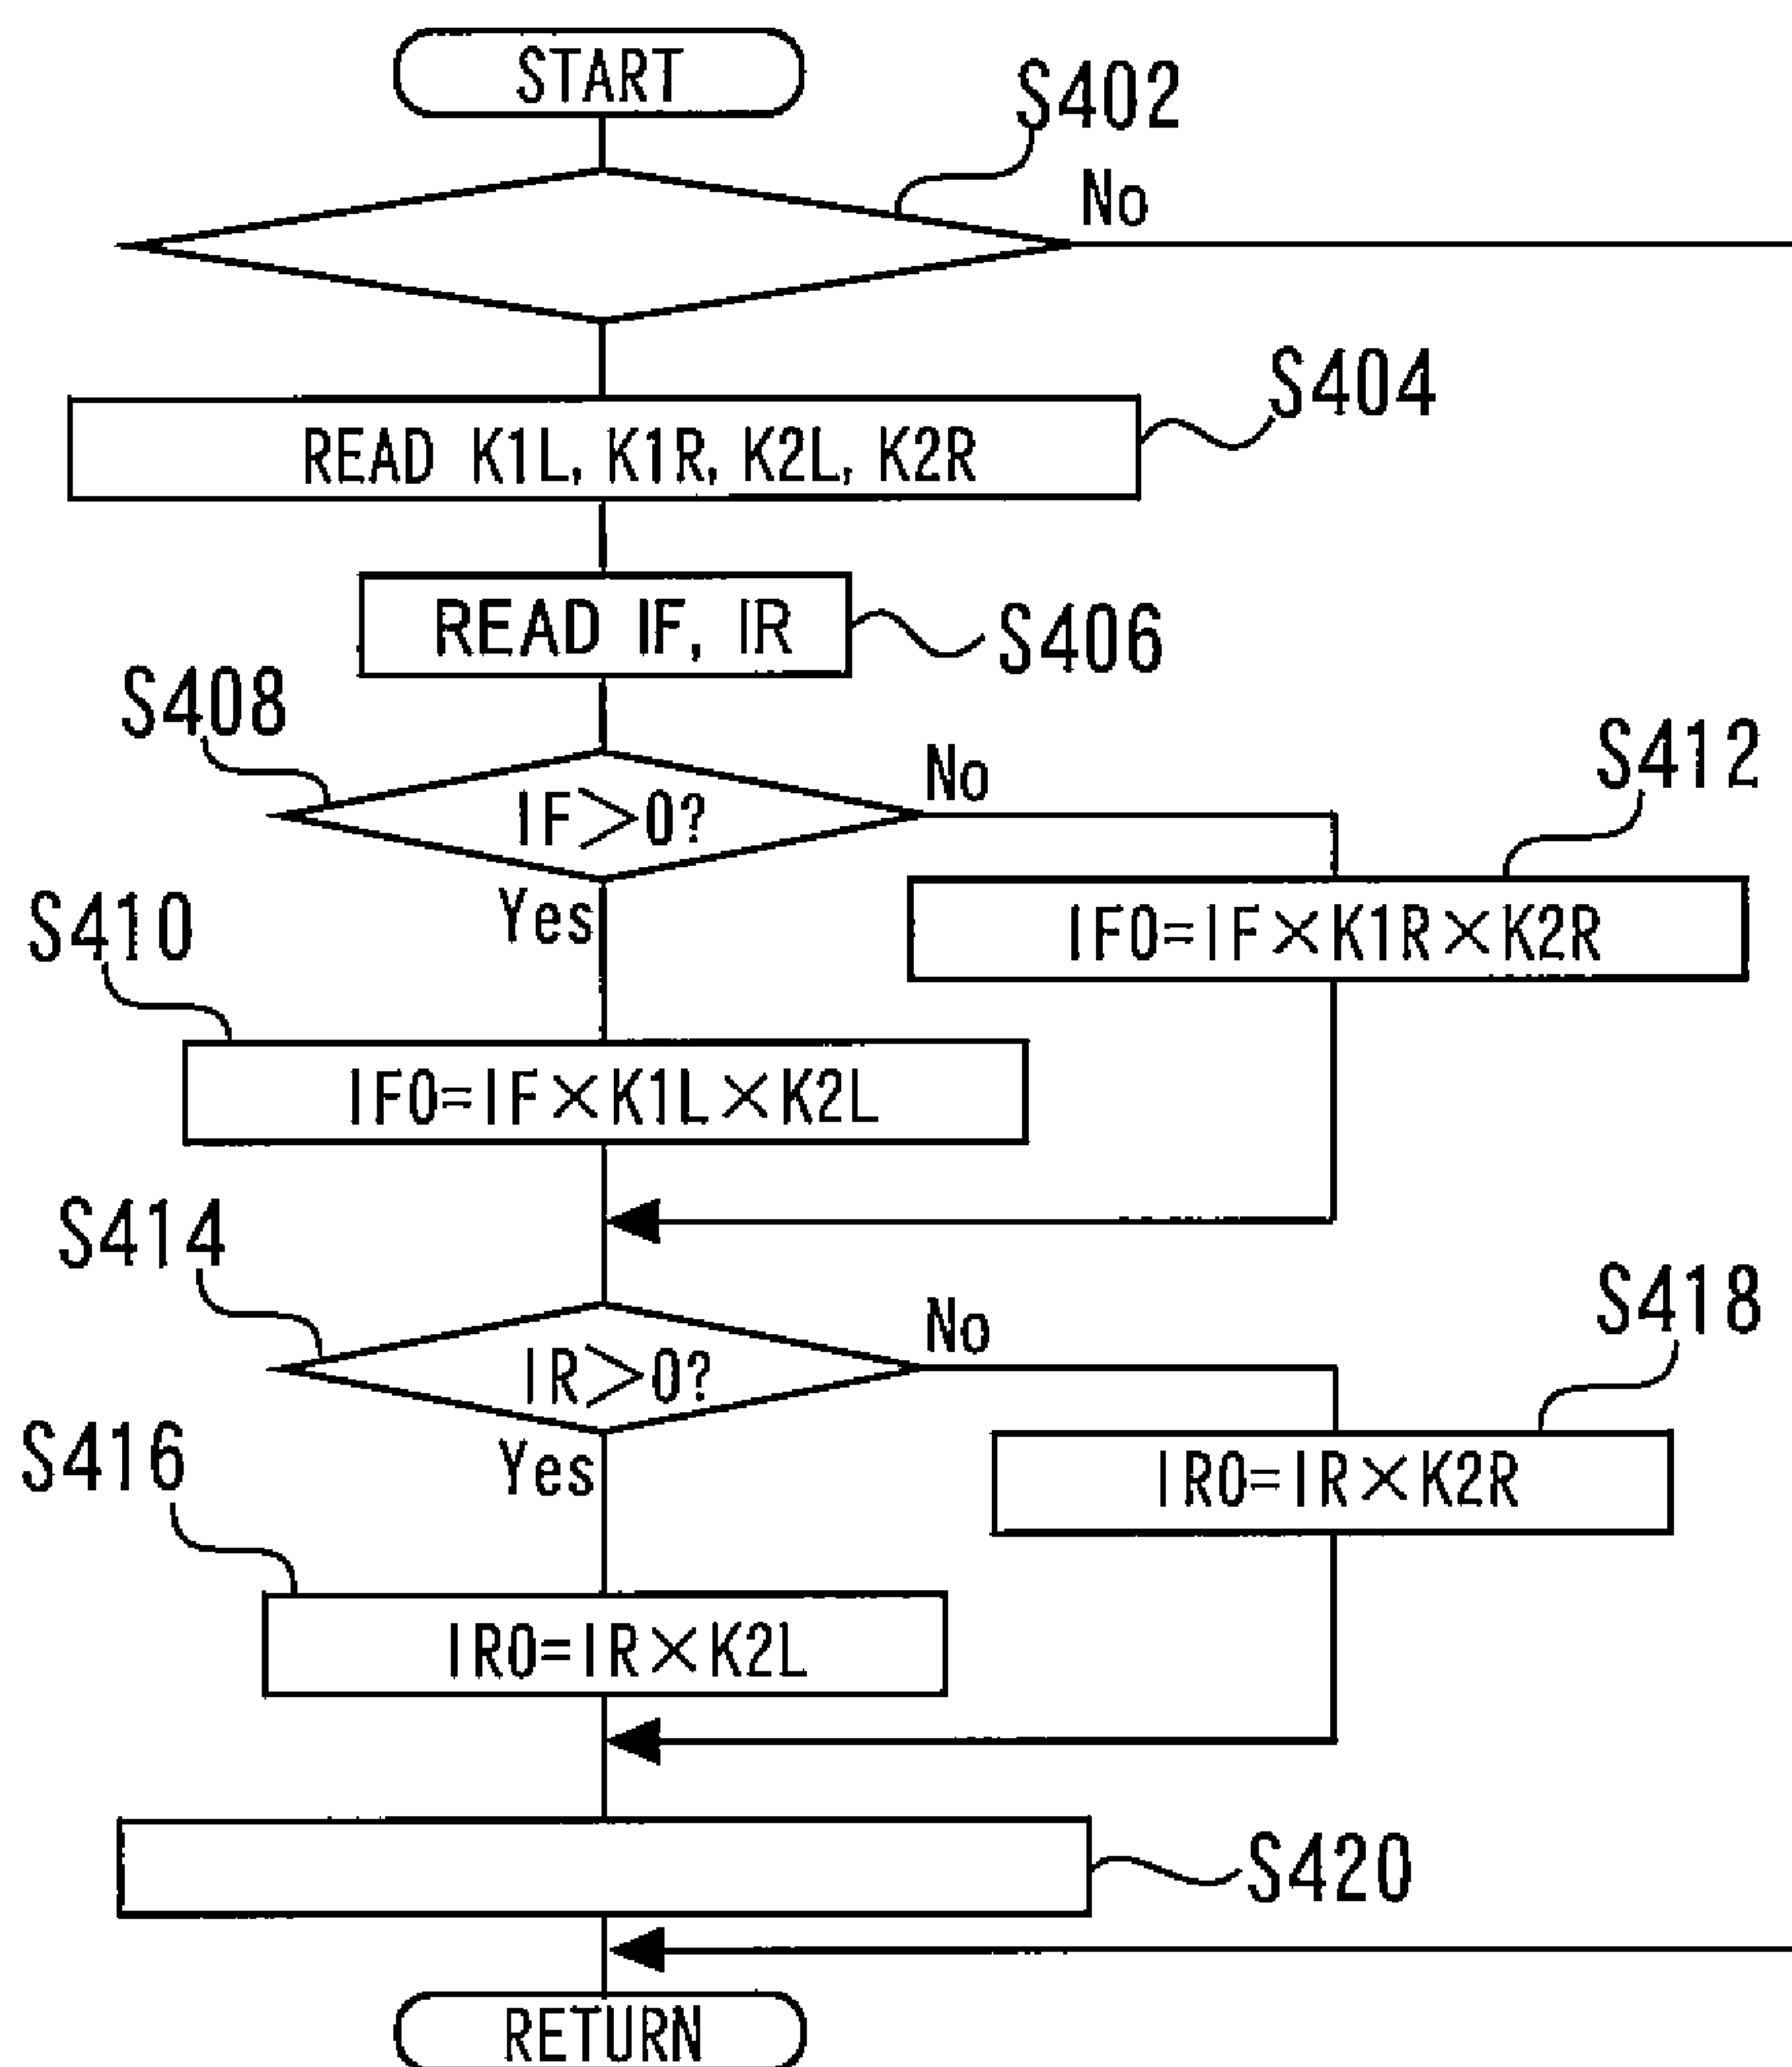 START
S402
No
S404
READ K1L, K1R, K2L, K2R
READ IF, IR
S406
S408
No
S412
IF>0?
Yes
S410
IF0=IF×K1R×K2R
IF0=IF×K1L×K2L
S414
No
S418
IR>0?
Yes
S416
IR0=IR×K2R
IR0=IR×K2L
S420
RETURN